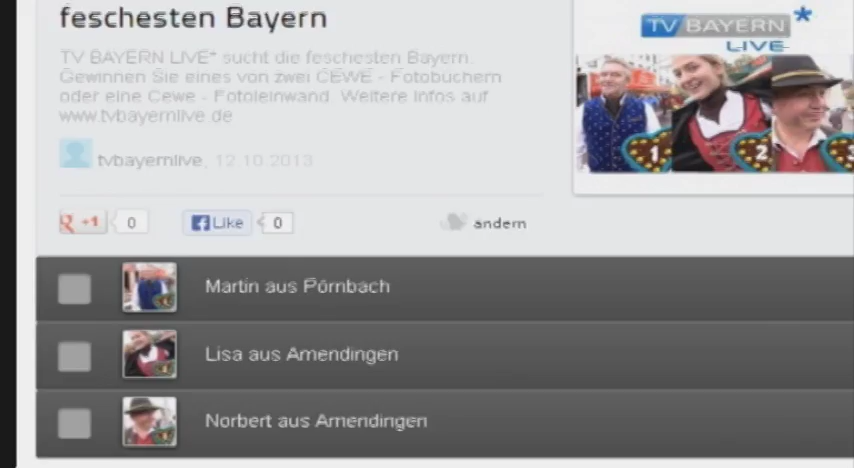 feschesten Bayern
TV BAYERN LIVE* sucht die feschesten Bayern.
Gewinnen Sie eines von zwei CEWE - Fotobüchern
oder eine Cewe - Fotoleinwand. Weitere Infos auf
www.tvbayernlive.de
tvbayernlive, 12.10.2013
+1 0 Like 0 ändern
TV BAYERN
LIVE
1 2 3
Martin aus Pörnbach
Lisa aus Amendingen
Norbert aus Amendingen